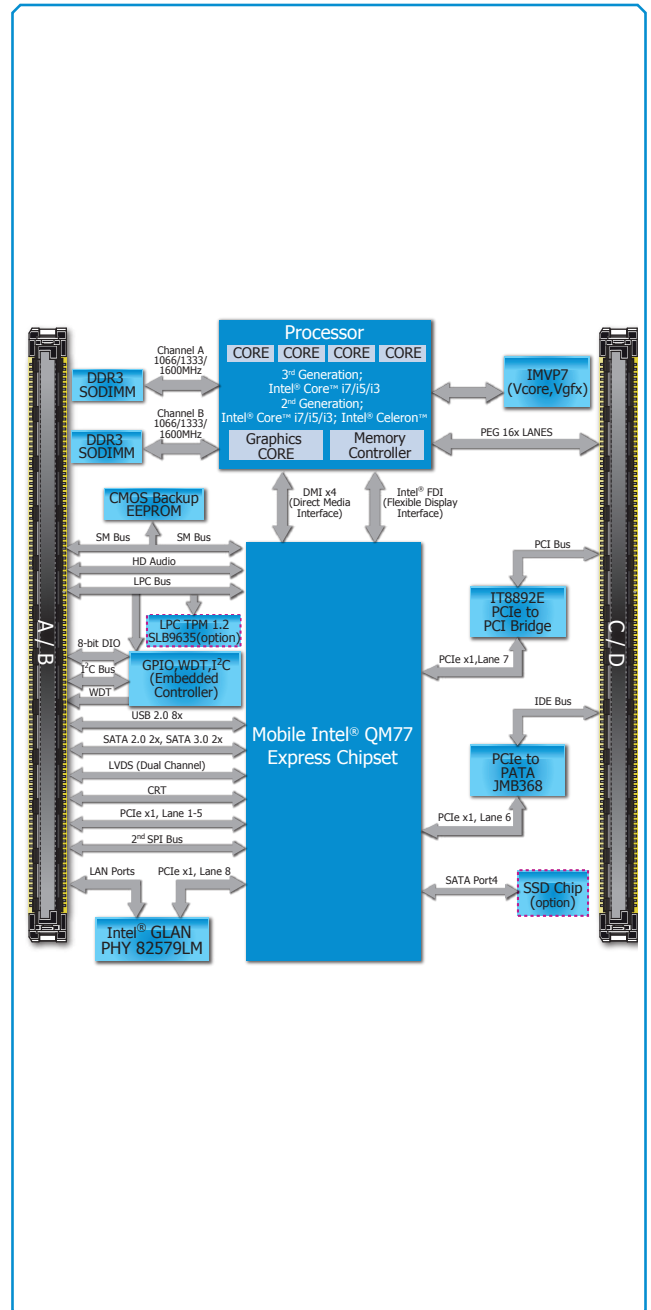 Processor
CORE CORE CORE CORE
3rd Generation;
Intel® Core™ i7/i5/i3
2nd Generation;
Intel® Core™ i7/i5/i3; Intel® Celeron™
Graphics
CORE
Memory
Controller
Channel A
1066/1333/
1600MHz
DDR3
SODIMM
Channel B
1066/1333/
1600MHz
DDR3
SODIMM
IMVP7
(Vcore,Vgfx)
PEG 16x LANES
DMI x4
(Direct Media
Interface)
Intel® FDI
(Flexible Display
Interface)
CMOS Backup
EEPROM
SM Bus
SM Bus
HD Audio
LPC Bus
LPC TPM 1.2
SLB9635(option)
A / B
8-bit DIO
I²C Bus
WDT
GPIO,WDT,I²C
(Embedded
Controller)
USB 2.0 8x
SATA 2.0 2x, SATA 3.0 2x
LVDS (Dual Channel)
CRT
PCIe x1, Lane 1-5
2nd SPI Bus
LAN Ports
PCIe x1, Lane 8
Intel® GLAN
PHY 82579LM
Mobile Intel® QM77
Express Chipset
PCI Bus
IT8892E
PCIe to
PCI Bridge
PCIe x1,Lane 7
C / D
IDE Bus
PCIe to
PATA
JMB368
PCIe x1, Lane 6
SATA Port4
SSD Chip
(option)